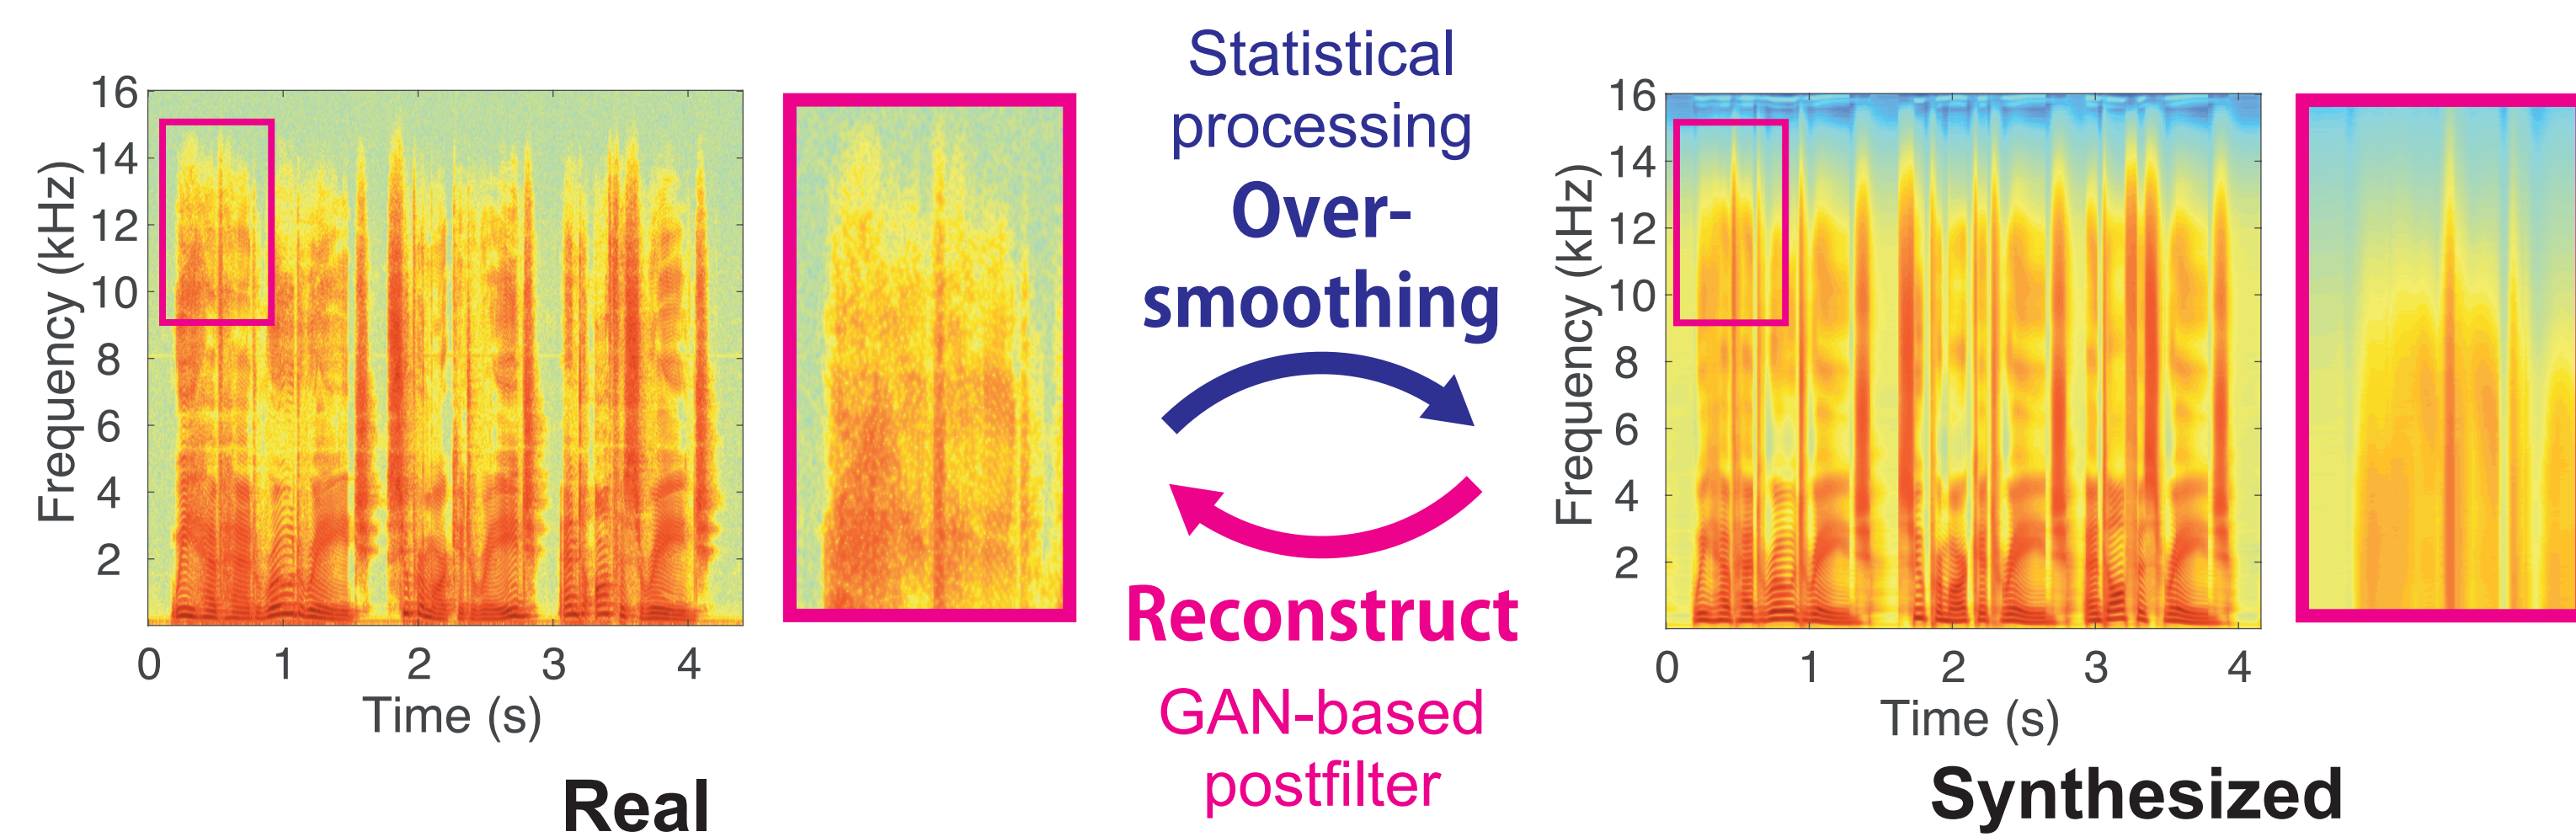 Frequency (kHz)
16
14
12
10
8
6
4
2
0 1 2 3 4
Time (s)
Real
Statistical
processing
Over-
smoothing
Reconstruct
GAN-based
postfilter
Frequency (kHz)
16
14
12
10
8
6
4
2
0 1 2 3 4
Time (s)
Synthesized